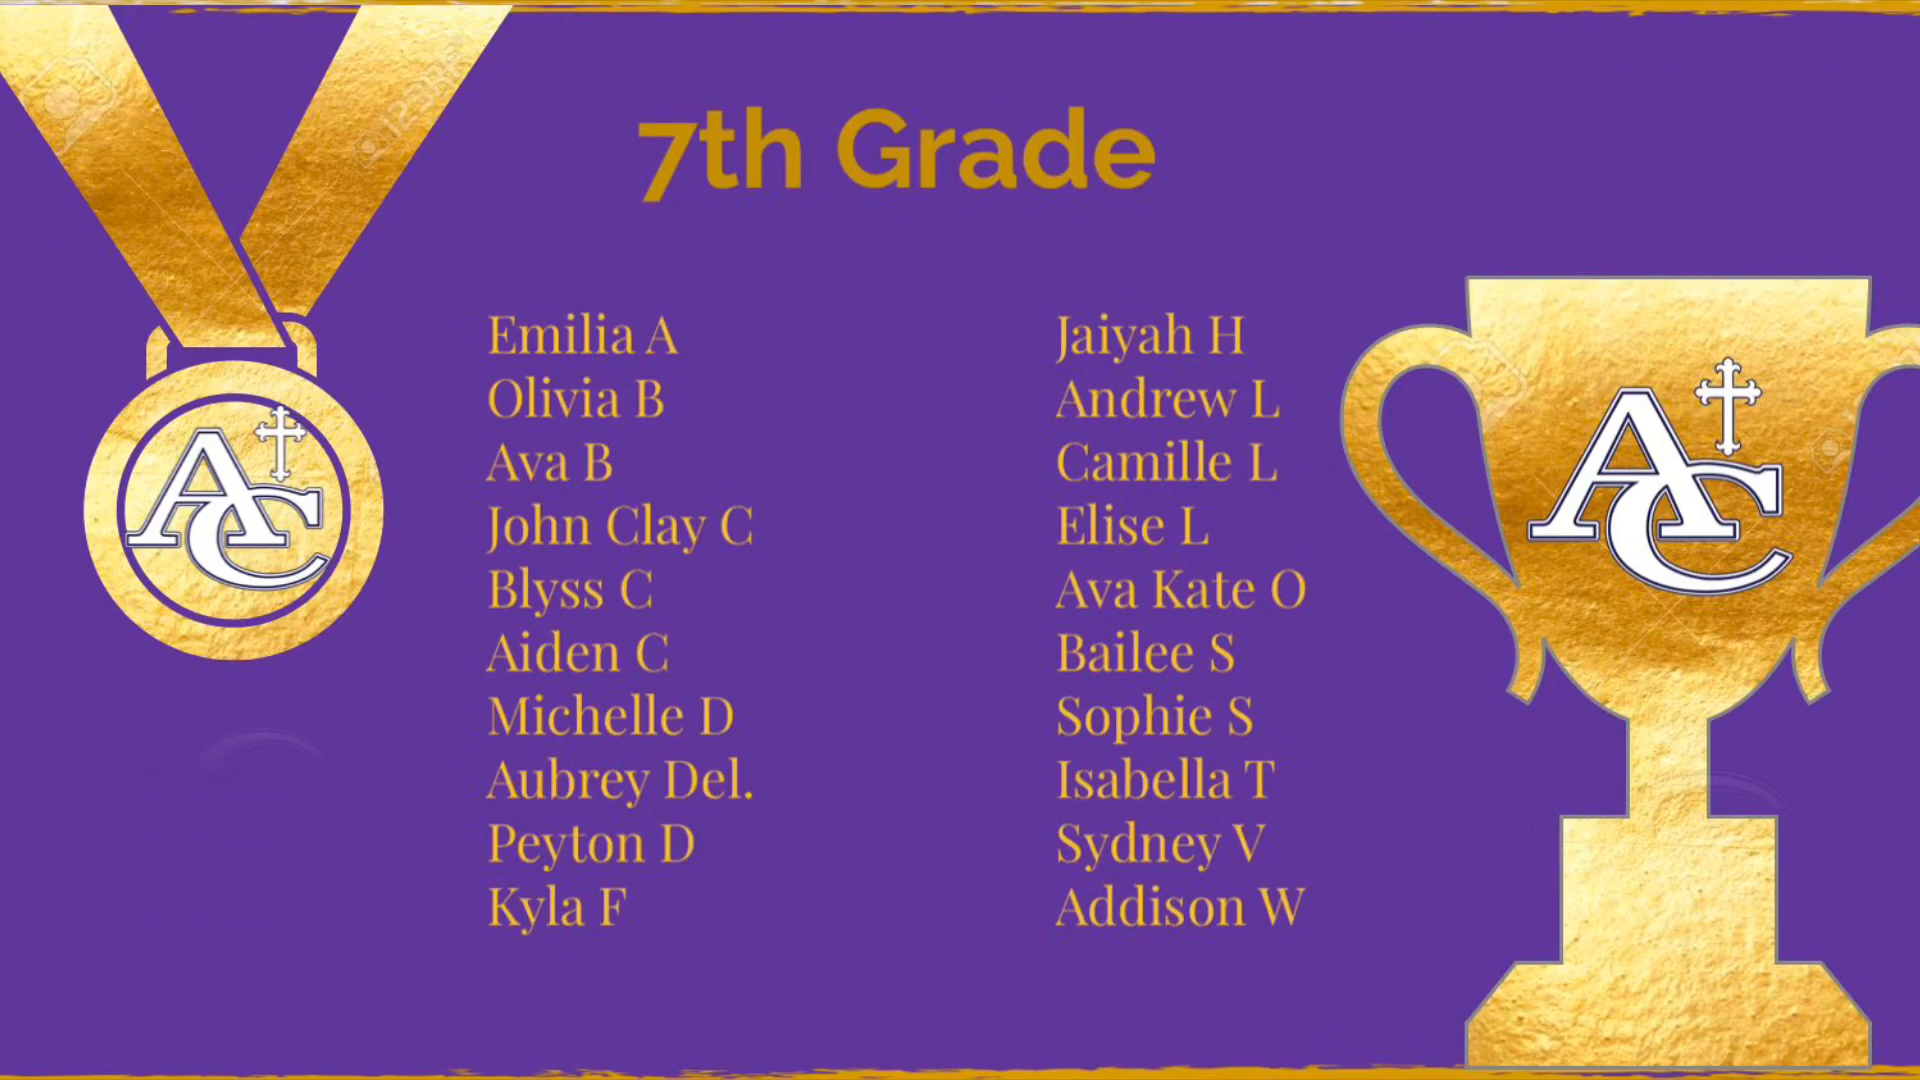 7th Grade
Emilia A
Olivia B
Ava B
John Clay C
Blyss C
Aiden C
Michelle D
Aubrey Del.
Peyton D
Kyla F
Jaiyah H
Andrew L
Camille L
Elise L
Ava Kate O
Bailee S
Sophie S
Isabella T
Sydney V
Addison W
AC
AC
123RF